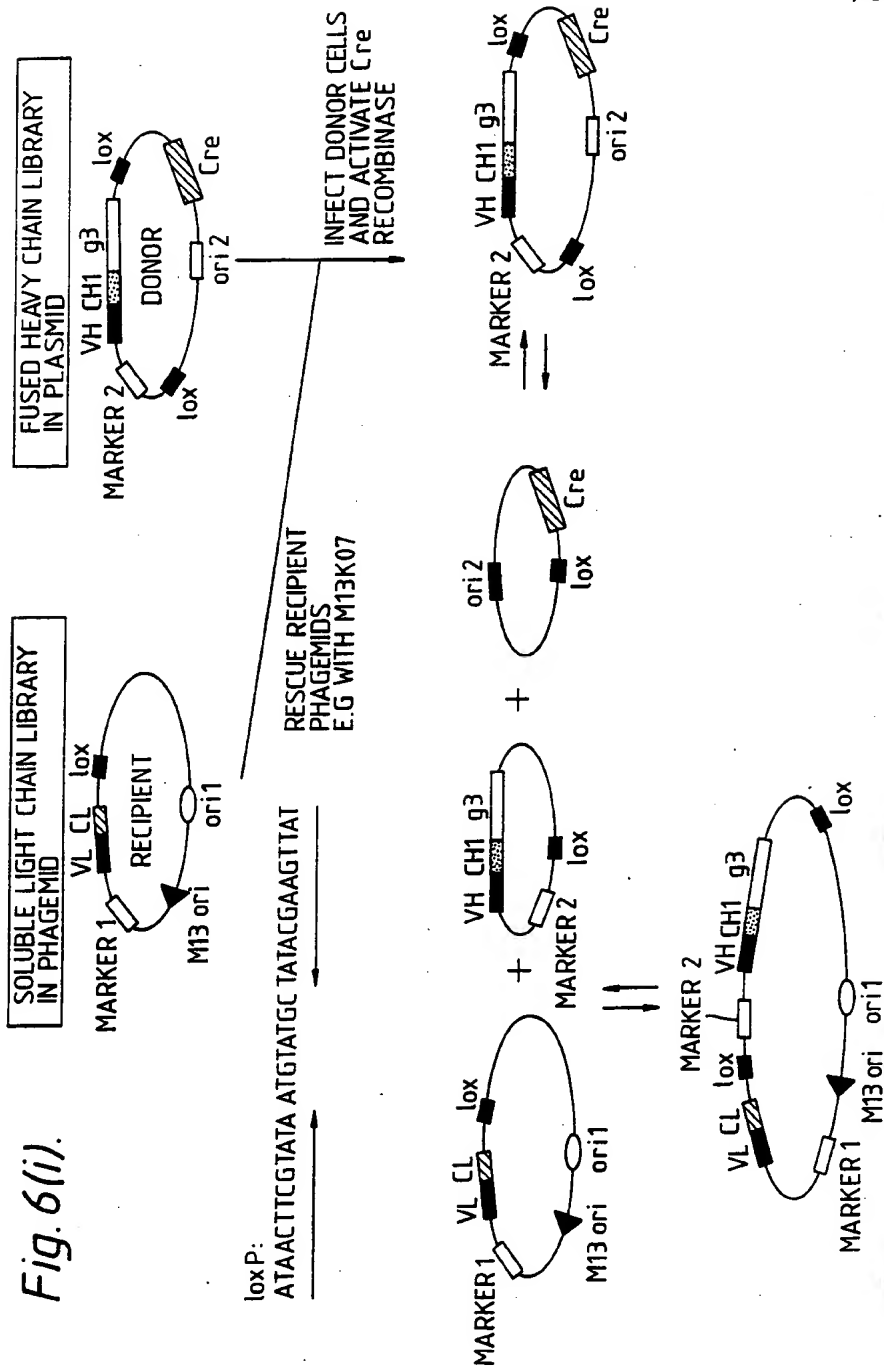 Fig. 6(i).
SOLUBLE LIGHT CHAIN LIBRARY
IN PHAGEMID
VL CL
lox
MARKER 1
RECIPIENT
M13 ori
ori1
FUSED HEAVY CHAIN LIBRARY
IN PLASMID
VH CH1 g3
lox
MARKER 2
DONOR
lox
ori 2
Cre
loxP:
ATAACTTCGTATA ATGTATGC TATACGAAGTTAT
RESCUE RECIPIENT
PHAGEMIDS
E.G WITH M13K07
INFECT DONOR CELLS
AND ACTIVATE Cre
RECOMBINASE
VL CL
lox
MARKER 1
M13 ori
ori1
+
VH CH1 g3
MARKER 2
lox
+
ori 2
lox
Cre
VH CH1 g3
lox
MARKER 2
lox
ori 2
Cre
MARKER 2
VL CL
lox
VH CH1
g3
MARKER 1
M13 ori
ori1
lox